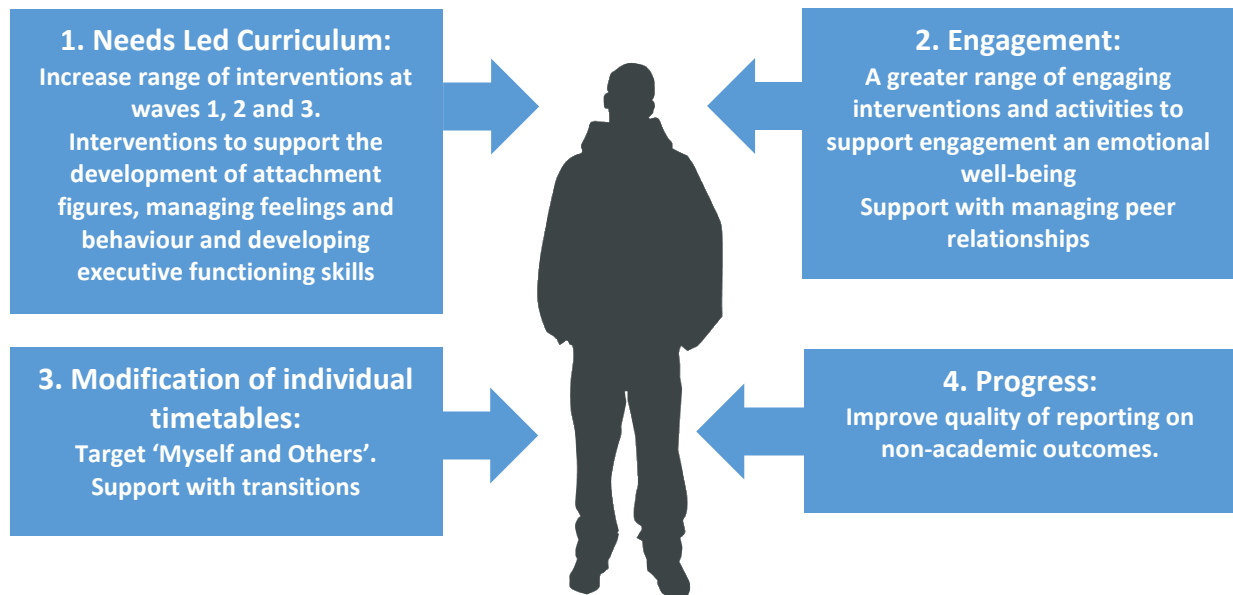 1. Needs Led Curriculum:
Increase range of interventions at
waves 1, 2 and 3.
Interventions to support the
development of attachment
figures, managing feelings and
behaviour and developing
executive functioning skills
2. Engagement:
A greater range of engaging
interventions and activities to
support engagement an emotional
well-being
Support with managing peer
relationships
3. Modification of individual
timetables:
Target ‘Myself and Others’.
Support with transitions
4. Progress:
Improve quality of reporting on
non-academic outcomes.